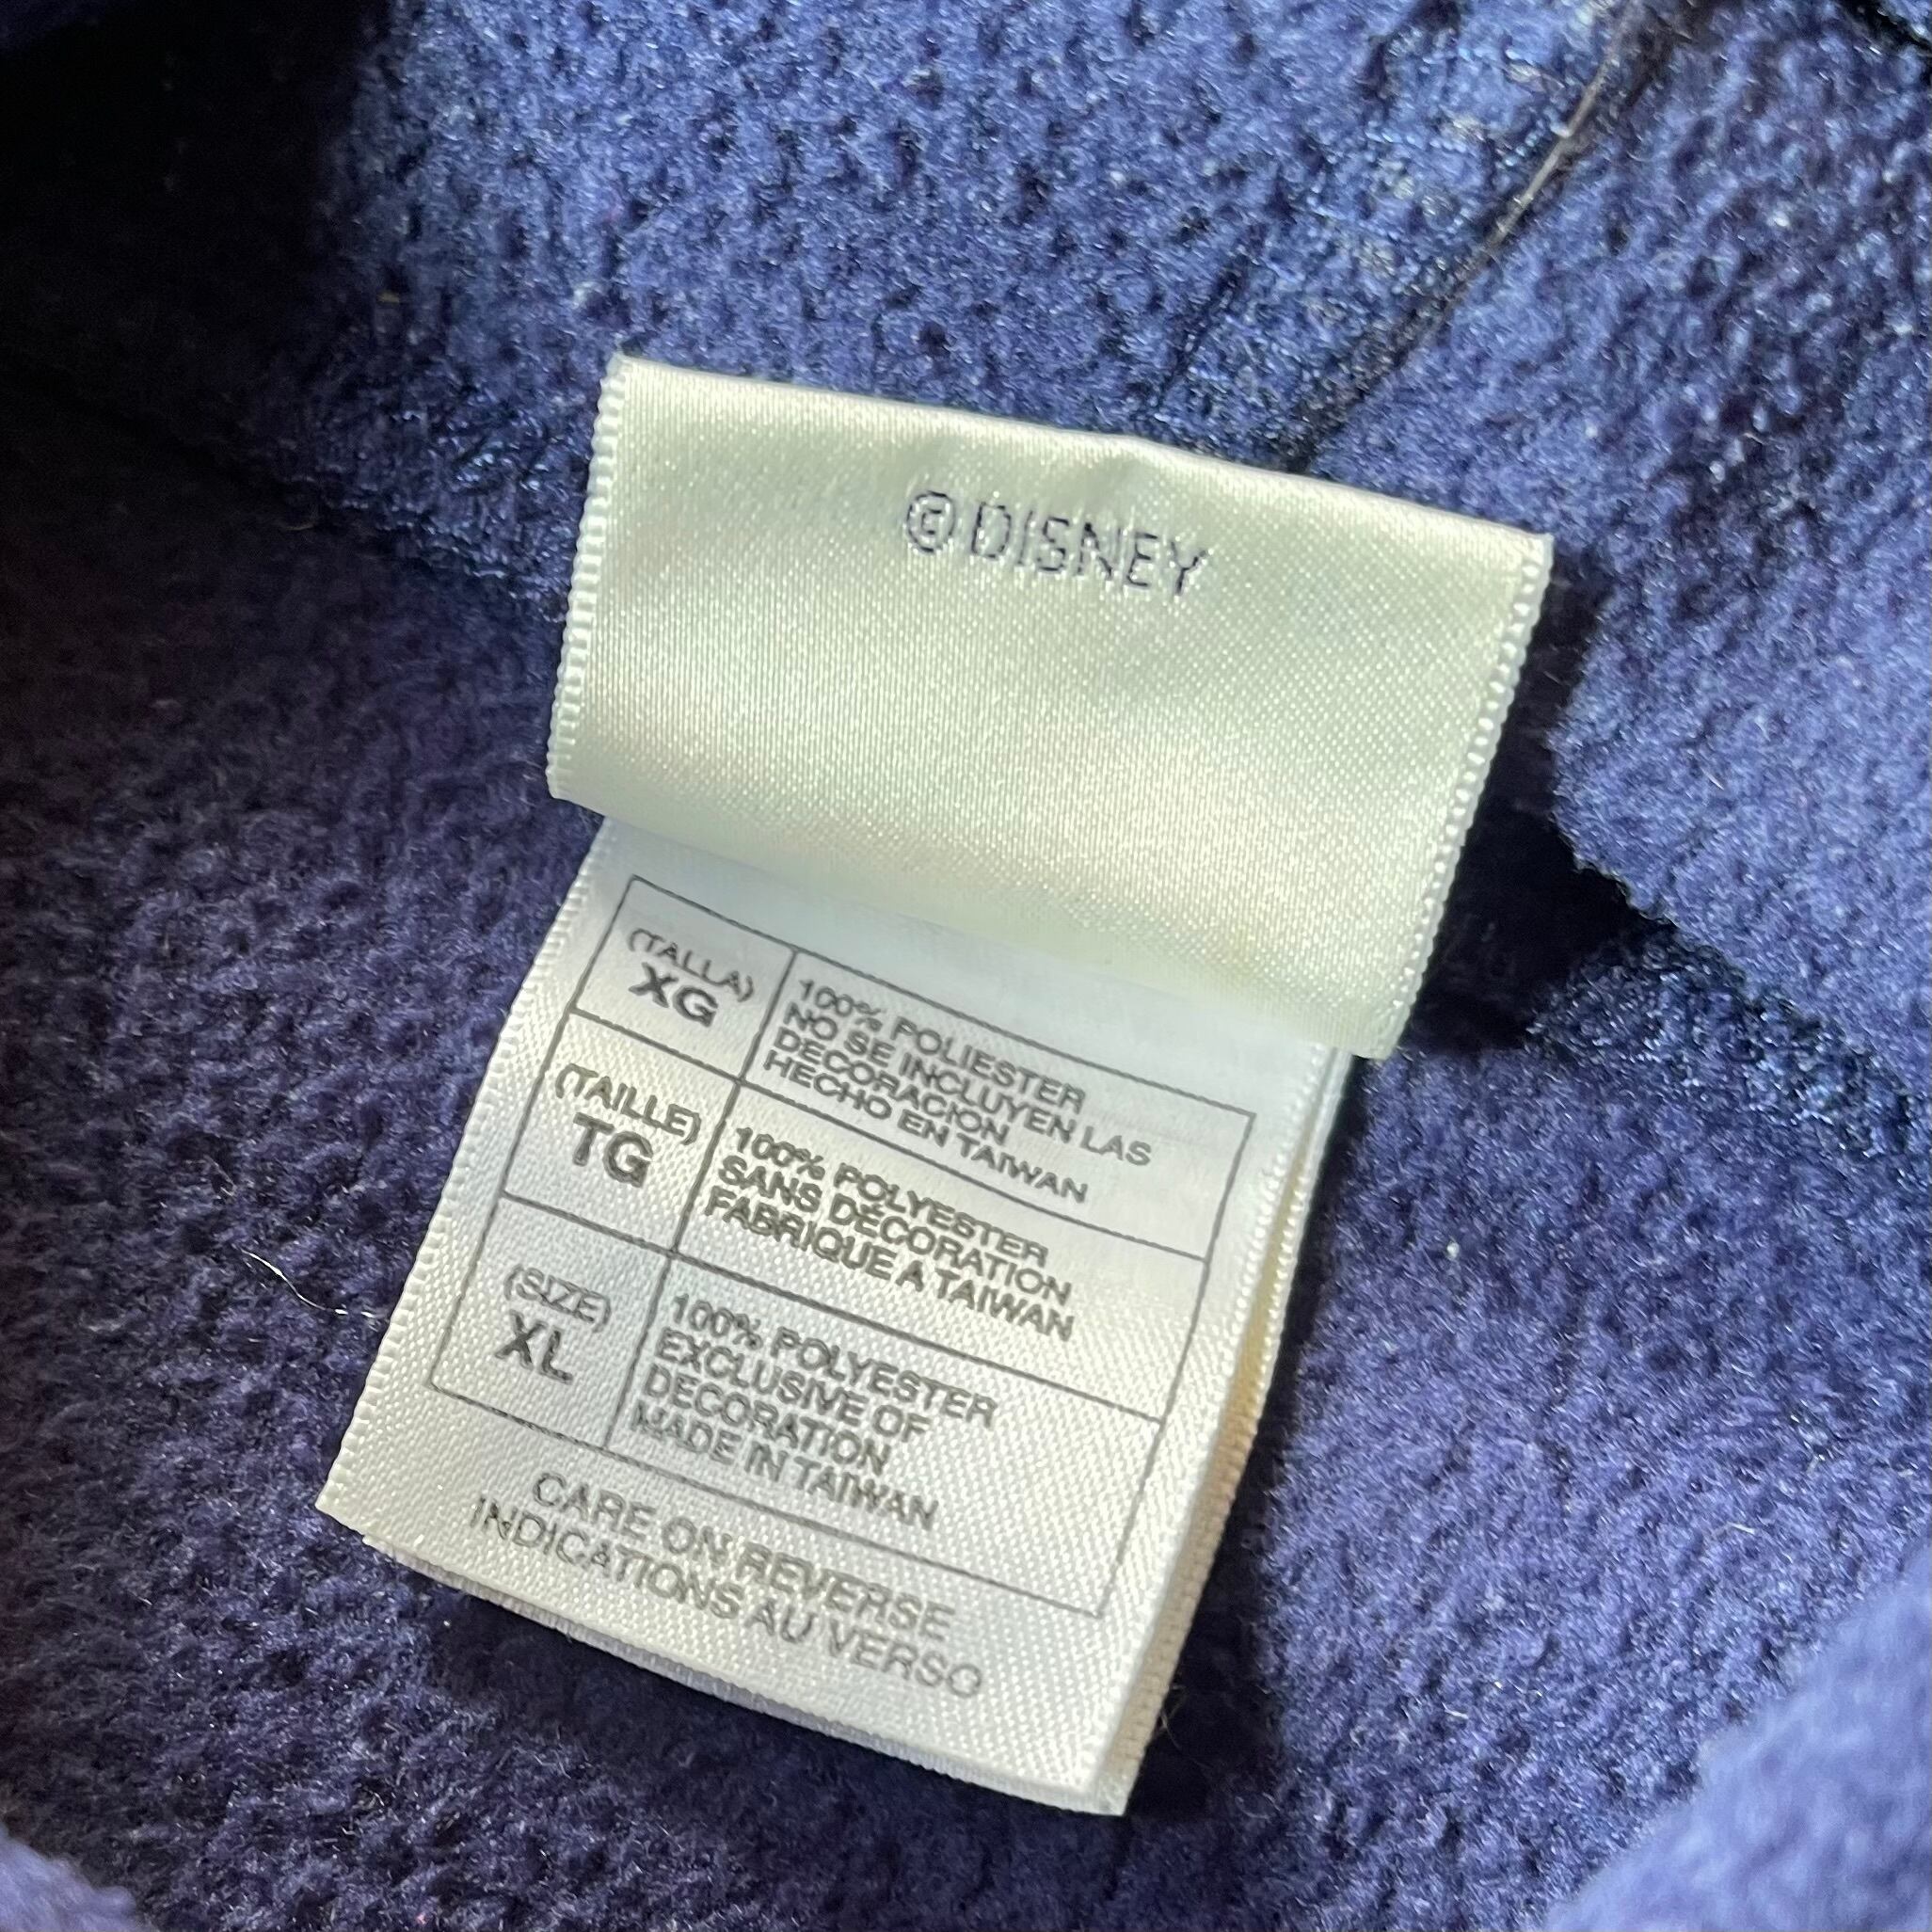 © DISNEY
(TALLA)
XG
100% POLIESTER
NO SE INCLUYEN LAS
DECORACION
HECHO EN TAIWAN
(TAILLE)
TG
100% POLYESTER
SANS DÉCORATION
FABRIQUE A TAIWAN
(SIZE)
XL
100% POLYESTER
EXCLUSIVE OF
DECORATION
MADE IN TAIWAN
CARE ON REVERSE
INDICATIONS AU VERSO